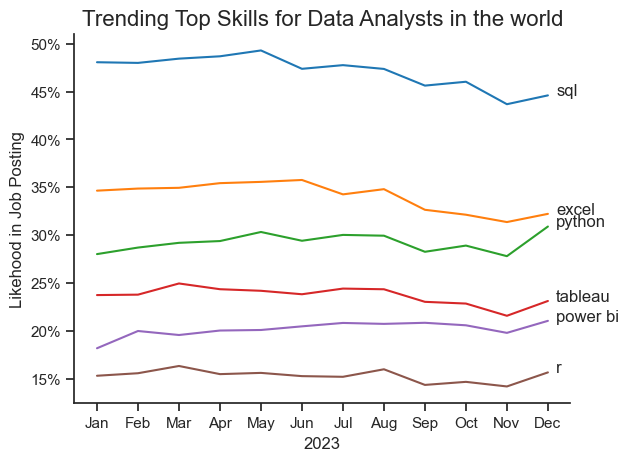 Trending Top Skills for Data Analysts in the world
50%
45%
40%
35%
30%
25%
20%
15%
Likehood in Job Posting
sql
excel
python
tableau
power bi
r
Jan Feb Mar Apr May Jun Jul Aug Sep Oct Nov Dec
2023